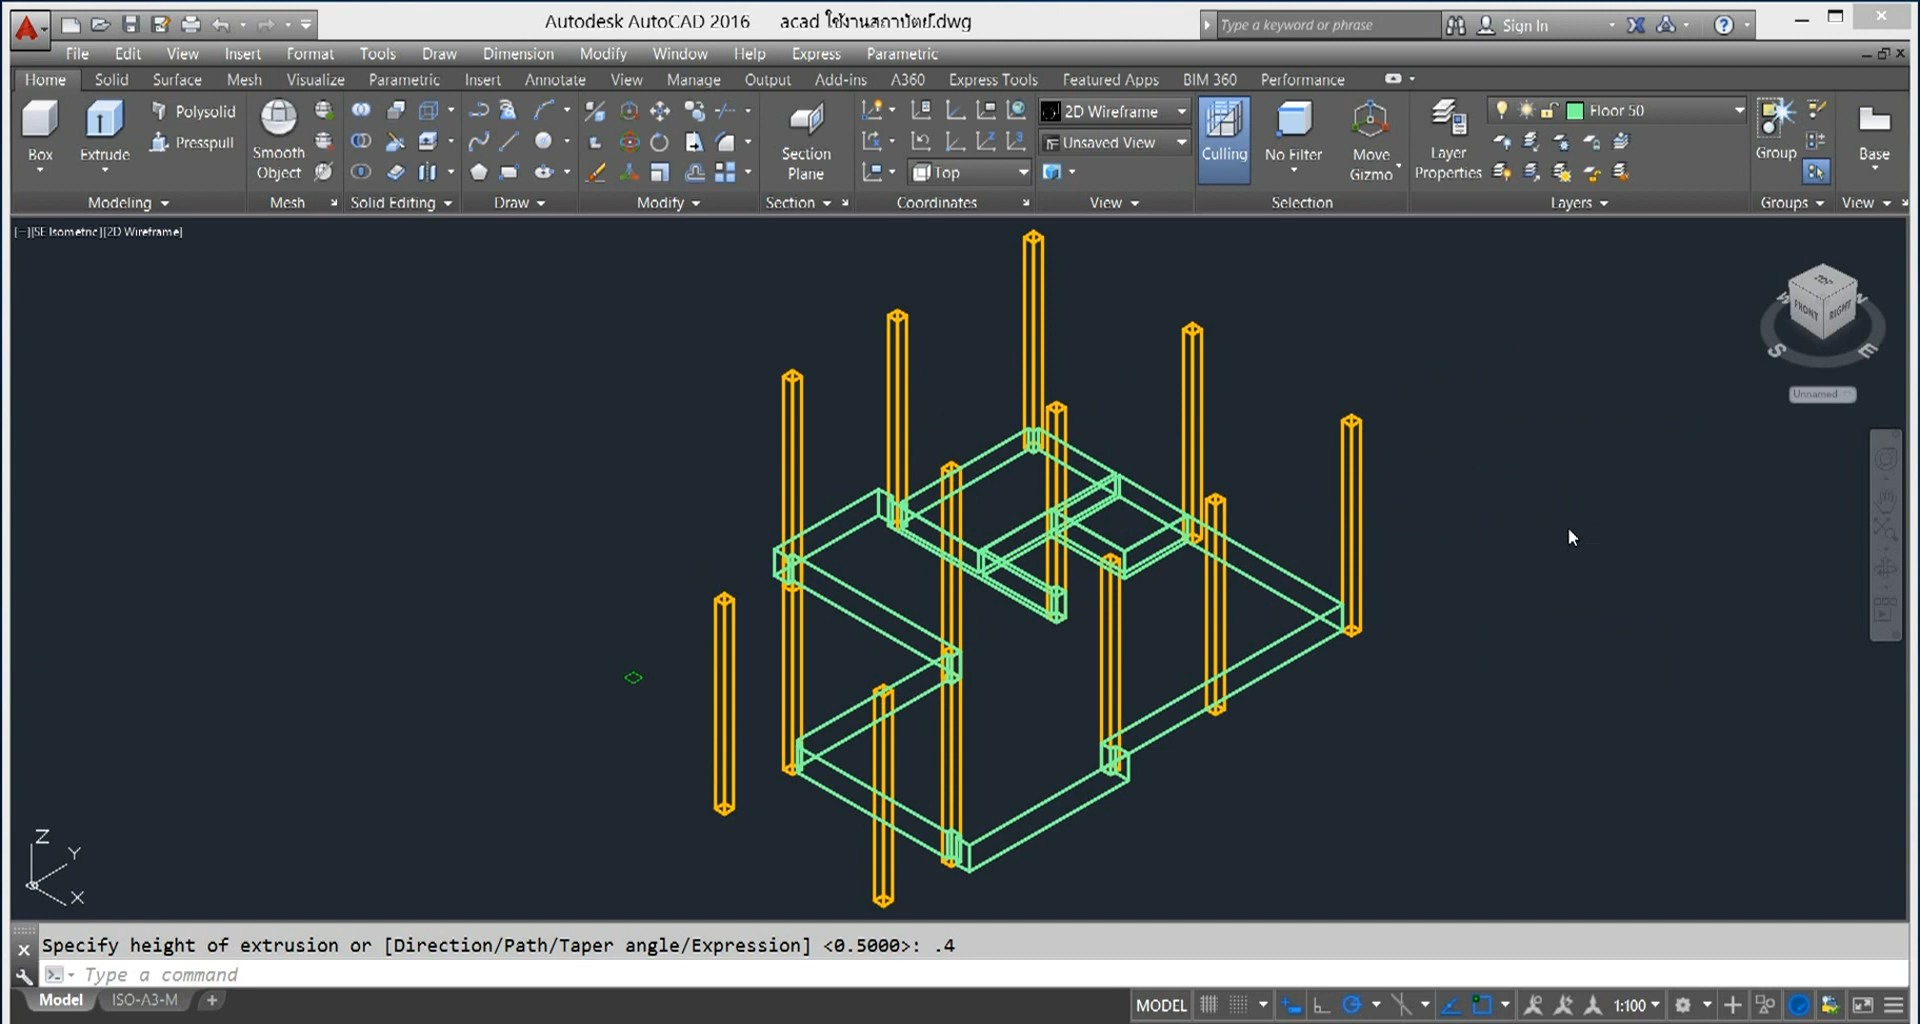 Autodesk AutoCAD 2016 acad ใช้งานสถาปัตย์.dwg
Type a keyword or phrase
Sign In
File Edit View Insert Format Tools Draw Dimension Modify Window Help Express Parametric
Home Solid Surface Mesh Visualize Parametric Insert Annotate View Manage Output Add-ins A360 Express Tools Featured Apps BIM 360 Performance
Box
Extrude
Polysolid
Presspull
Smooth Object
Section Plane
Top
2D Wireframe
Unsaved View
Culling
No Filter
Move Gizmo
Layer Properties
Floor 50
Group
Base
Modeling Mesh Solid Editing Draw Modify Section Coordinates View Selection Layers Groups View
[−][SE Isometric][2D Wireframe]
TOP
FRONT RIGHT
S E
Unnamed
Z
Y
X
Specify height of extrusion or [Direction/Path/Taper angle/Expression] <0.5000>: .4
Type a command
Model ISO-A3-M +
MODEL 1:100